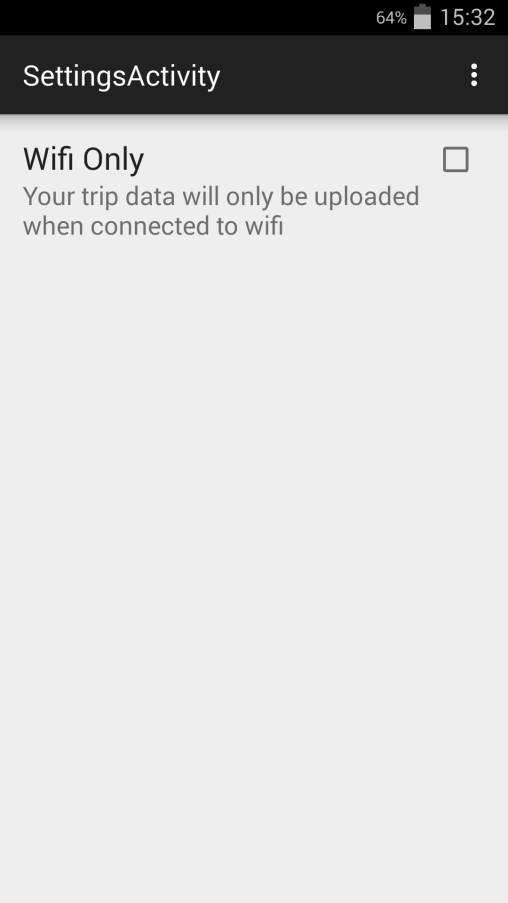 64% 15:32
SettingsActivity
Wifi Only
Your trip data will only be uploaded
when connected to wifi